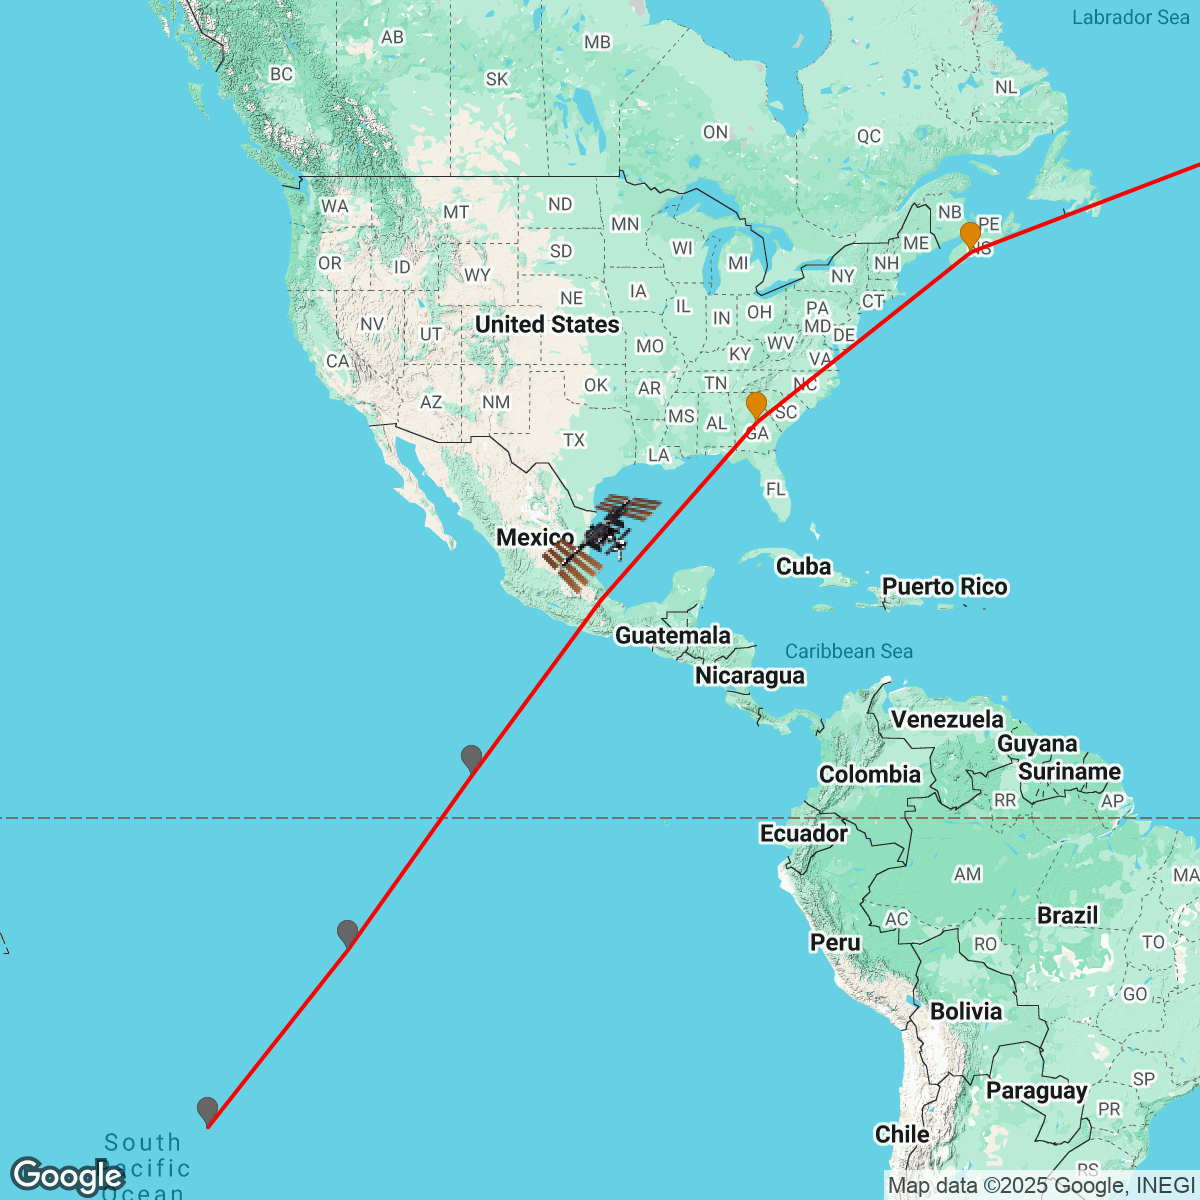 Labrador Sea
AB
MB
BC
SK
NL
ON
QC
WA
MT
ND
MN
NB
PE
OR
ID
SD
WI
ME
NS
WY
MI
NH
NY
NE
IA
IL
IN
OH
PA
CT
NV
UT
United States
MD
DE
MO
KY
WV
VA
CA
AZ
NM
OK
AR
TN
NC
MS
AL
SC
TX
GA
LA
FL
Mexico
Cuba
Puerto Rico
Guatemala
Caribbean Sea
Nicaragua
Venezuela
Guyana
Colombia
Suriname
RR
AP
Ecuador
AM
MA
Peru
AC
RO
Brazil
TO
GO
Bolivia
Paraguay
SP
PR
Chile
South
Pacific
Ocean
RS
Google
Map data ©2025 Google, INEGI